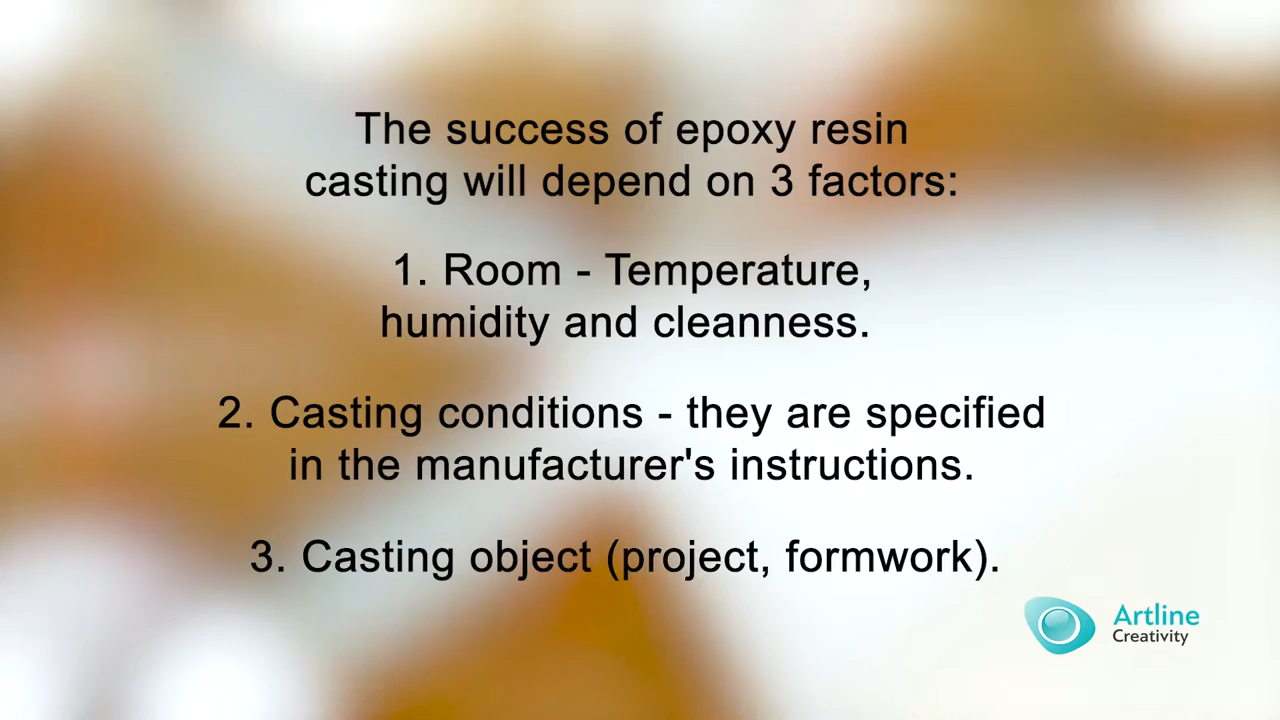 The success of epoxy resin
casting will depend on 3 factors:
1. Room - Temperature,
humidity and cleanness.
2. Casting conditions - they are specified
in the manufacturer's instructions.
3. Casting object (project, formwork).
Artline
Creativity